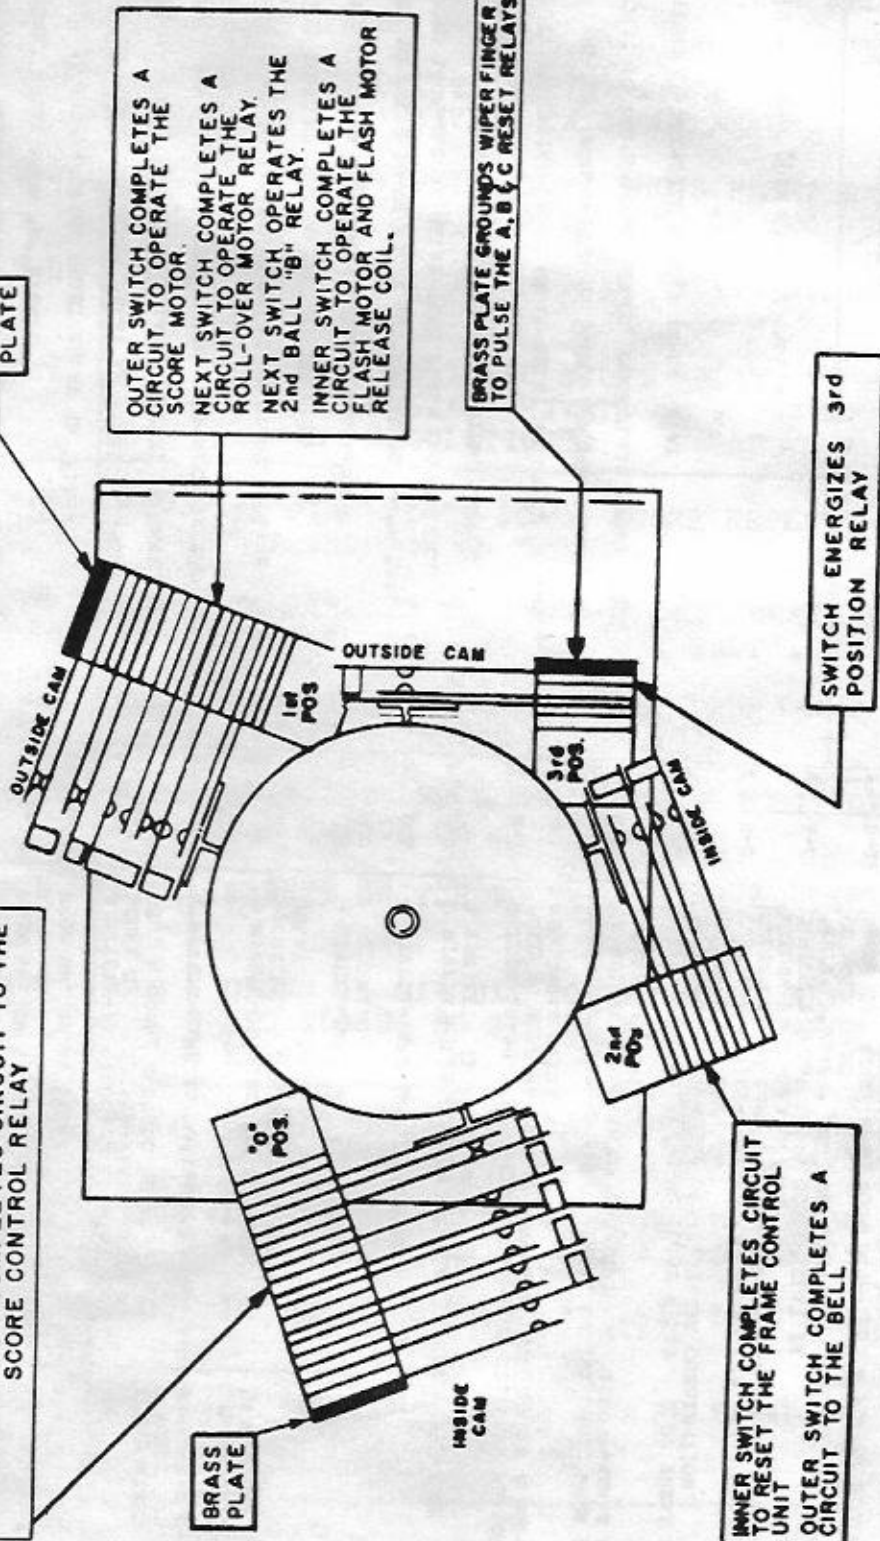 CIRCUIT TO THE
SCORE CONTROL RELAY
PLATE
OUTSIDE CAM
BRASS
PLATE
"O"
POS.
1st
POS
OUTER SWITCH COMPLETES A
CIRCUIT TO OPERATE THE
SCORE MOTOR.
NEXT SWITCH COMPLETES A
CIRCUIT TO OPERATE THE
ROLL-OVER MOTOR RELAY.
NEXT SWITCH OPERATES THE
2nd BALL "B" RELAY.
INNER SWITCH COMPLETES A
CIRCUIT TO OPERATE THE
FLASH MOTOR AND FLASH MOTOR
RELEASE COIL.
OUTSIDE CAM
INSIDE
CAM
BRASS PLATE GROUNDS WIPER FINGER
TO PULSE THE A, B & C RESET RELAYS
3rd
POS.
2nd
POS
INSIDE CAM
INNER SWITCH COMPLETES CIRCUIT
TO RESET THE FRAME CONTROL
UNIT
OUTER SWITCH COMPLETES A
CIRCUIT TO THE BELL
SWITCH ENERGIZES 3rd
POSITION RELAY